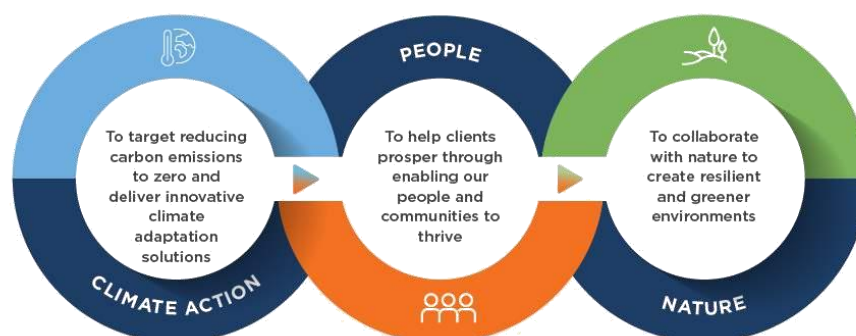 To target reducing
carbon emissions
to zero and
deliver innovative
climate
adaptation
solutions
CLIMATE ACTION
PEOPLE
To help clients
prosper through
enabling our
people and
communities to
thrive
To collaborate
with nature to
create resilient
and greener
environments
NATURE